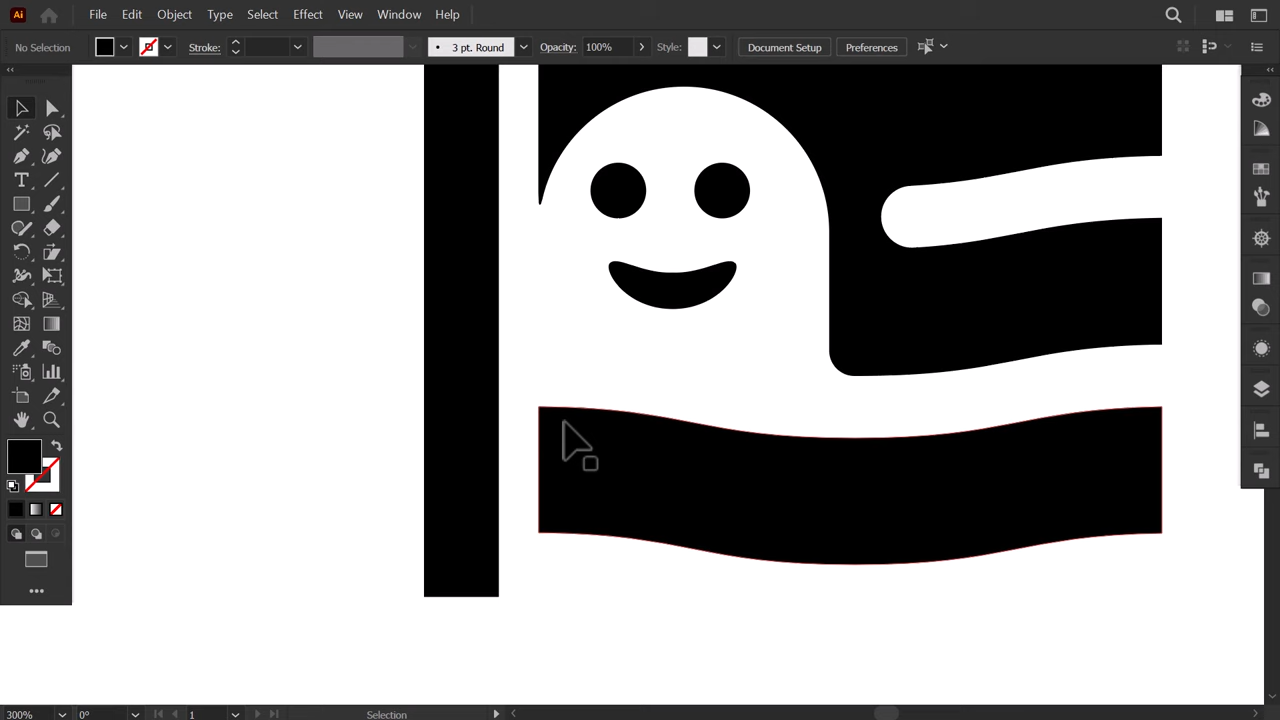 Ai File Edit Object Type Select Effect View Window Help
No Selection Stroke: 3 pt. Round Opacity: 100% Style: Document Setup Preferences
300% 0° 1 Selection